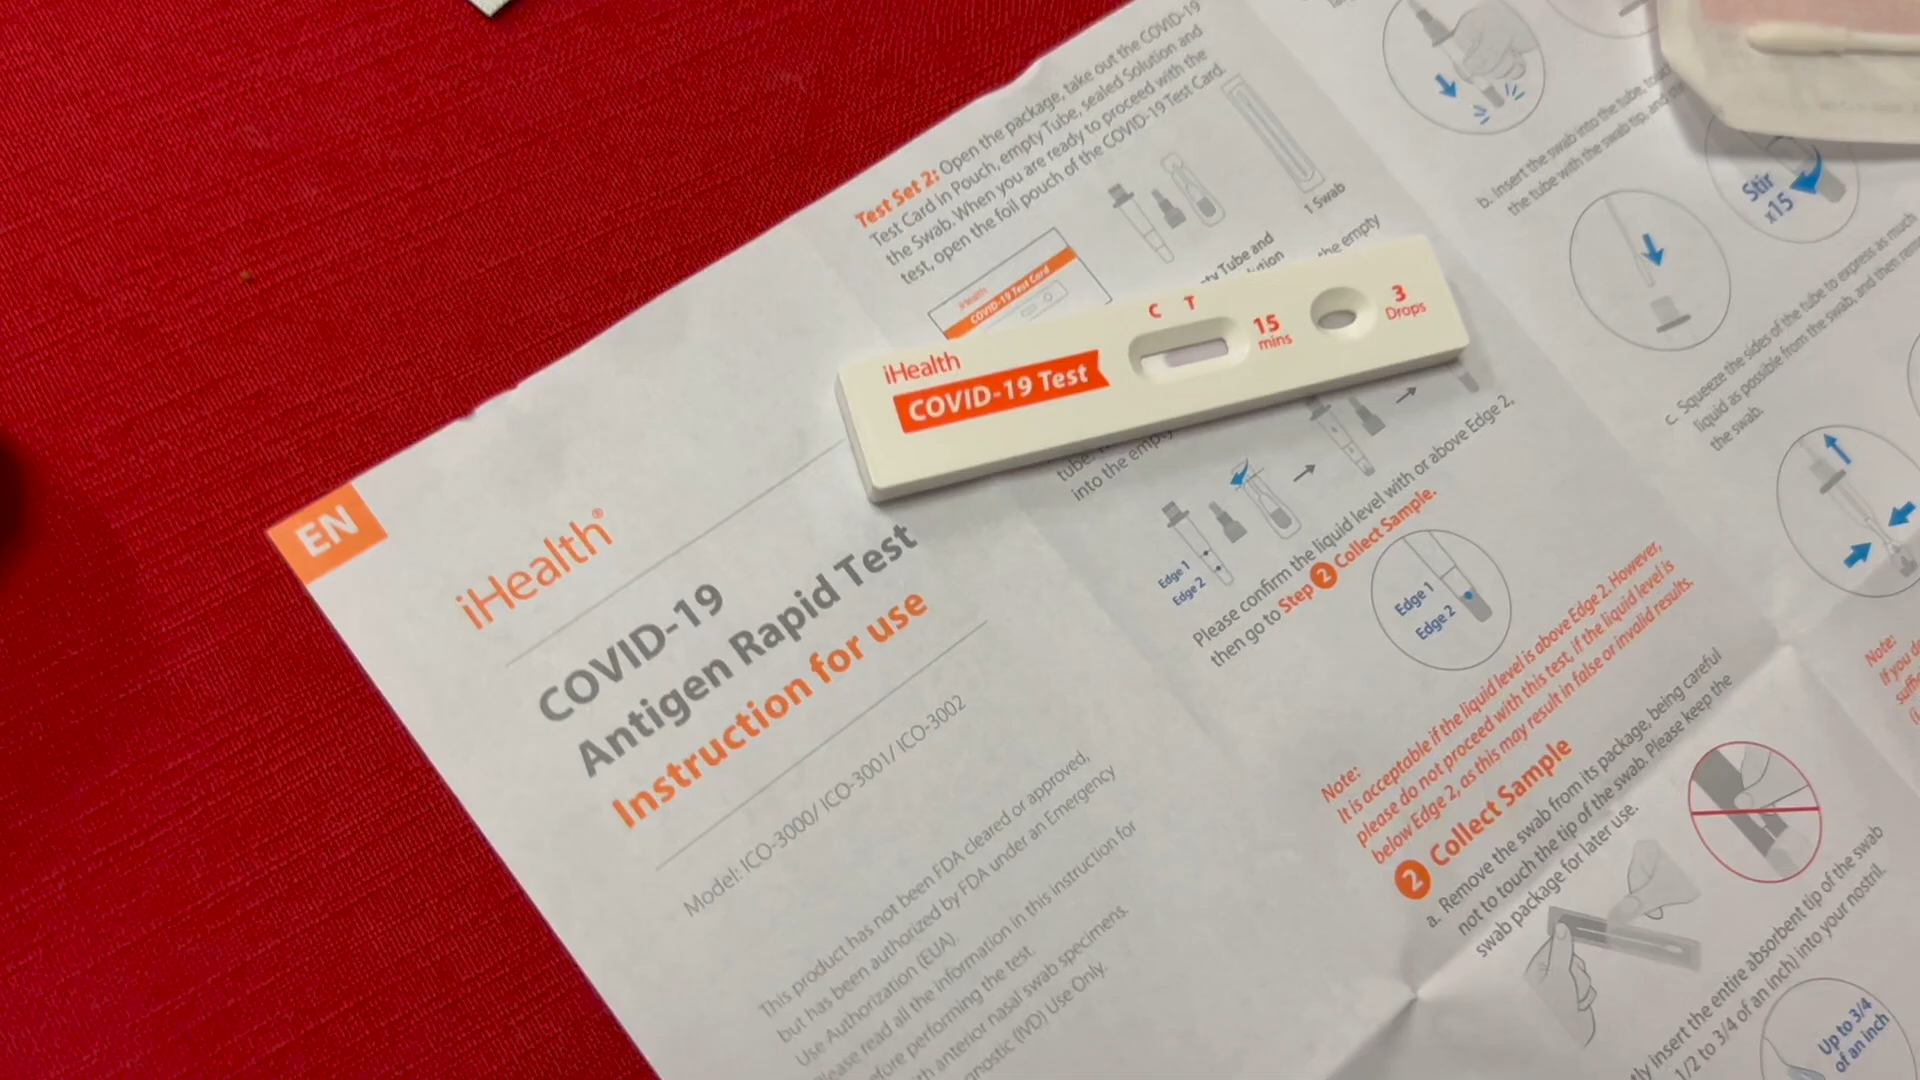 EN
iHealth®
COVID-19
Antigen Rapid Test
Instruction for use
Model: ICO-3000/ ICO-3001/ ICO-3002
This product has not been FDA cleared or approved,
but has been authorized by FDA under an Emergency
Use Authorization (EUA).
Please read all the information in this instruction for
before performing the test.
anterior nasal swab specimens.
(IVD) Use Only.
Test Set 2: Open the package, take out the COVID-19
Test Card in Pouch, empty Tube, sealed Solution and
the Swab. When you are ready to proceed with the
test, open the foil pouch of the COVID-19 Test Card.
iHealth
COVID-19 Test Card
1 Swab
Tube and
the empty
iHealth
COVID-19 Test
C T
15
mins
3
Drops
tube.
into the empty
Edge 1
Edge 2
Please confirm the liquid level with or above Edge 2,
then go to Step 2 Collect Sample.
Edge 1
Edge 2
Note:
It is acceptable if the liquid level is above Edge 2. However,
please do not proceed with this test, if the liquid level is
below Edge 2, as this may result in false or invalid results.
2 Collect Sample
a. Remove the swab from its package, being careful
not to touch the tip of the swab. Please keep the
swab package for later use.
insert the entire absorbent tip of the swab
1/2 to 3/4 of an inch) into your nostril.
Up to 3/4
of an inch
b. Insert the swab into the tube,
the tube with the swab tip, and
Stir
x15
c. Squeeze the sides of the tube to express as much
liquid as possible from the swab, and then
the swab.
Note:
If you